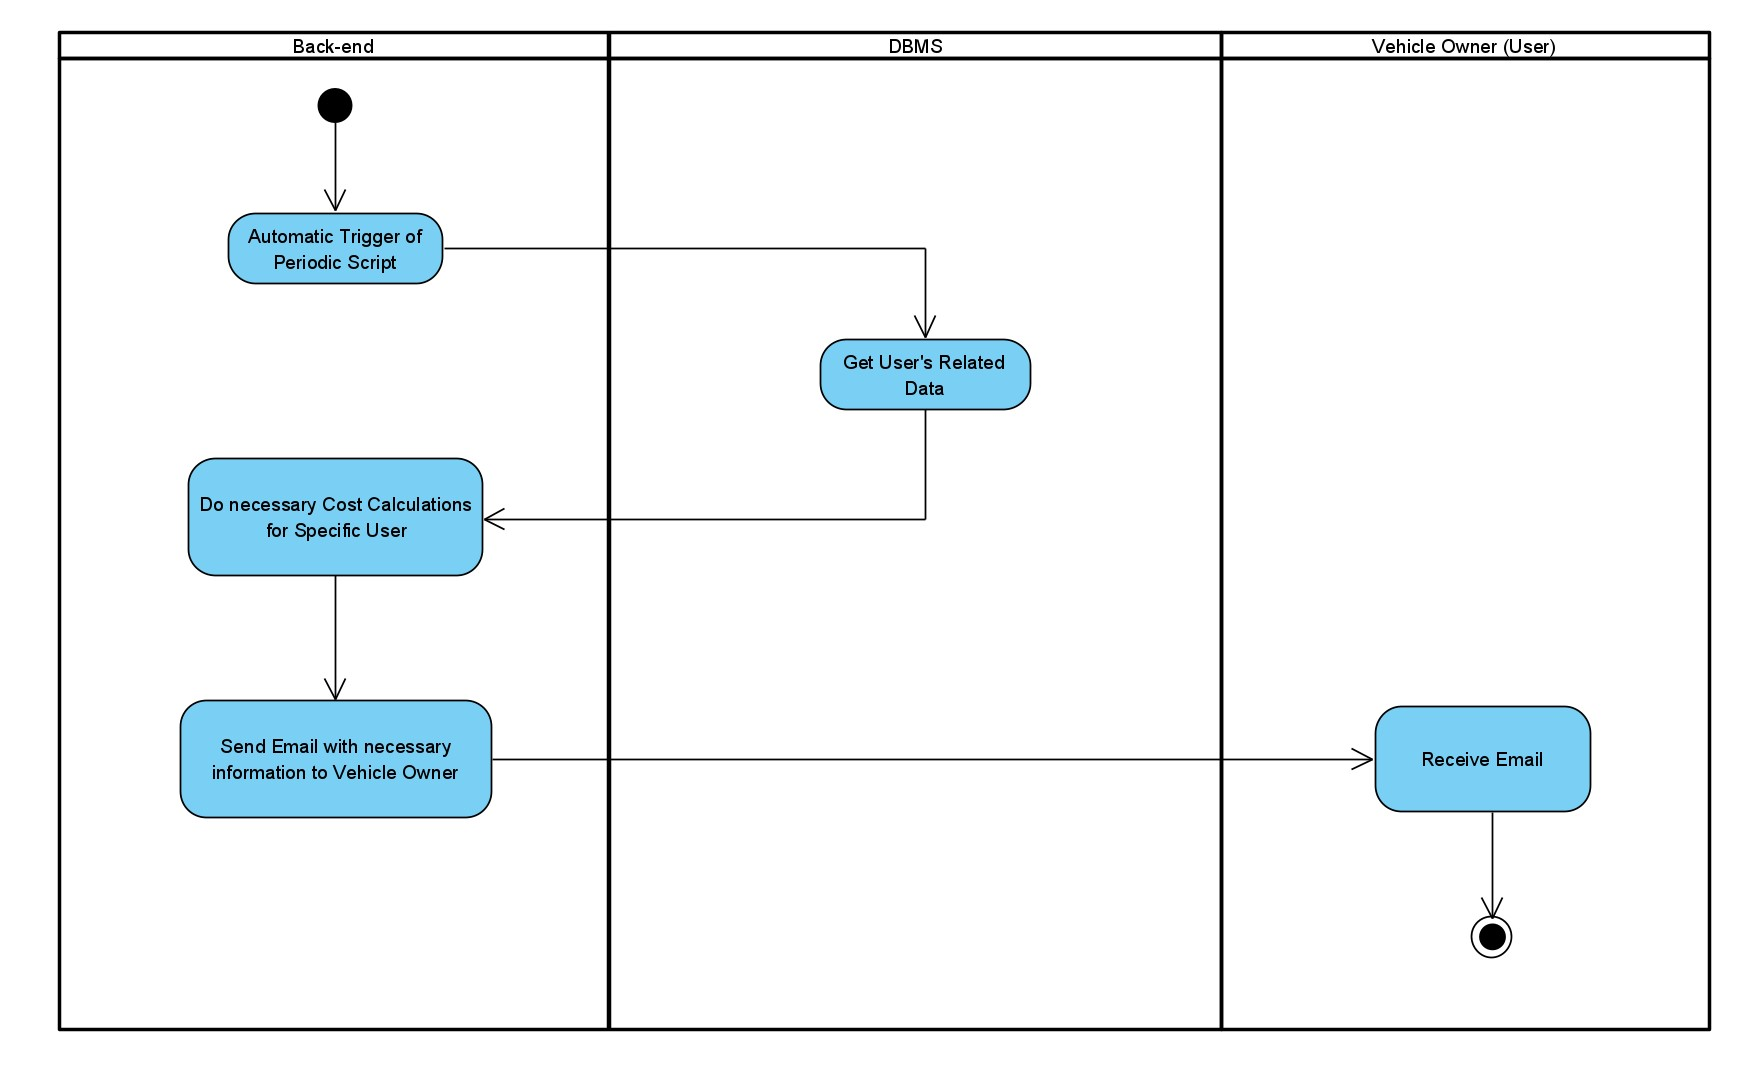 Back-end
DBMS
Vehicle Owner (User)
Automatic Trigger of
Periodic Script
Get User's Related
Data
Do necessary Cost Calculations
for Specific User
Send Email with necessary
information to Vehicle Owner
Receive Email